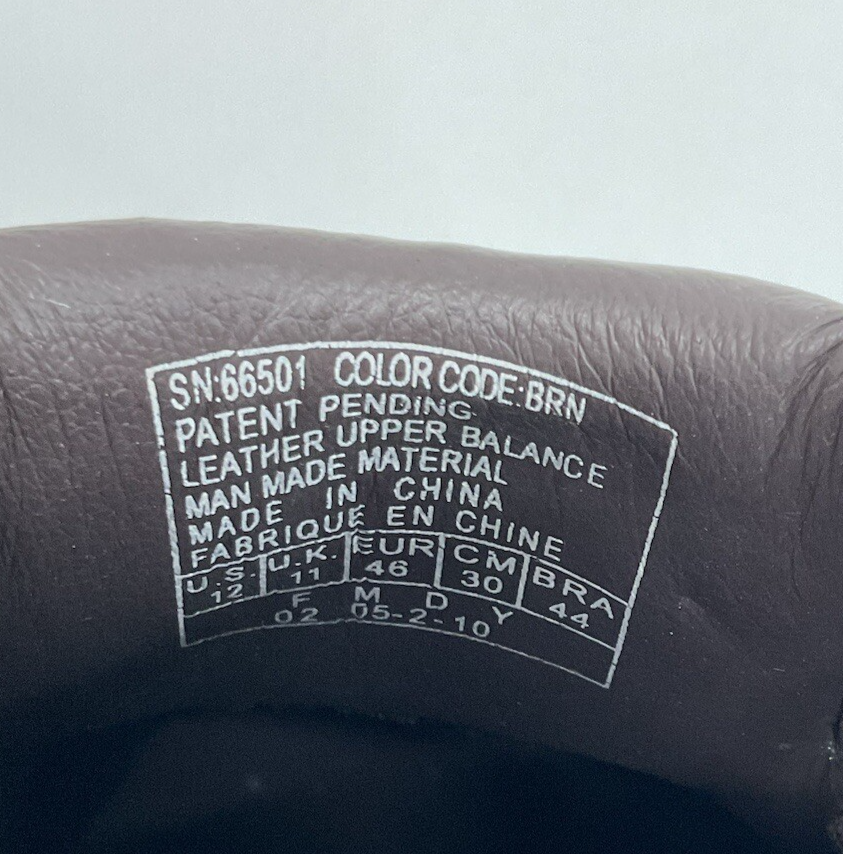 SN:66501 COLOR CODE:BRN
PATENT PENDING
LEATHER UPPER BALANCE
MAN MADE MATERIAL
MADE IN CHINA
FABRIQUE EN CHINE
U.S. U.K. EUR CM BRA
12 11 46 30 44
F M D Y
02 05-2-10